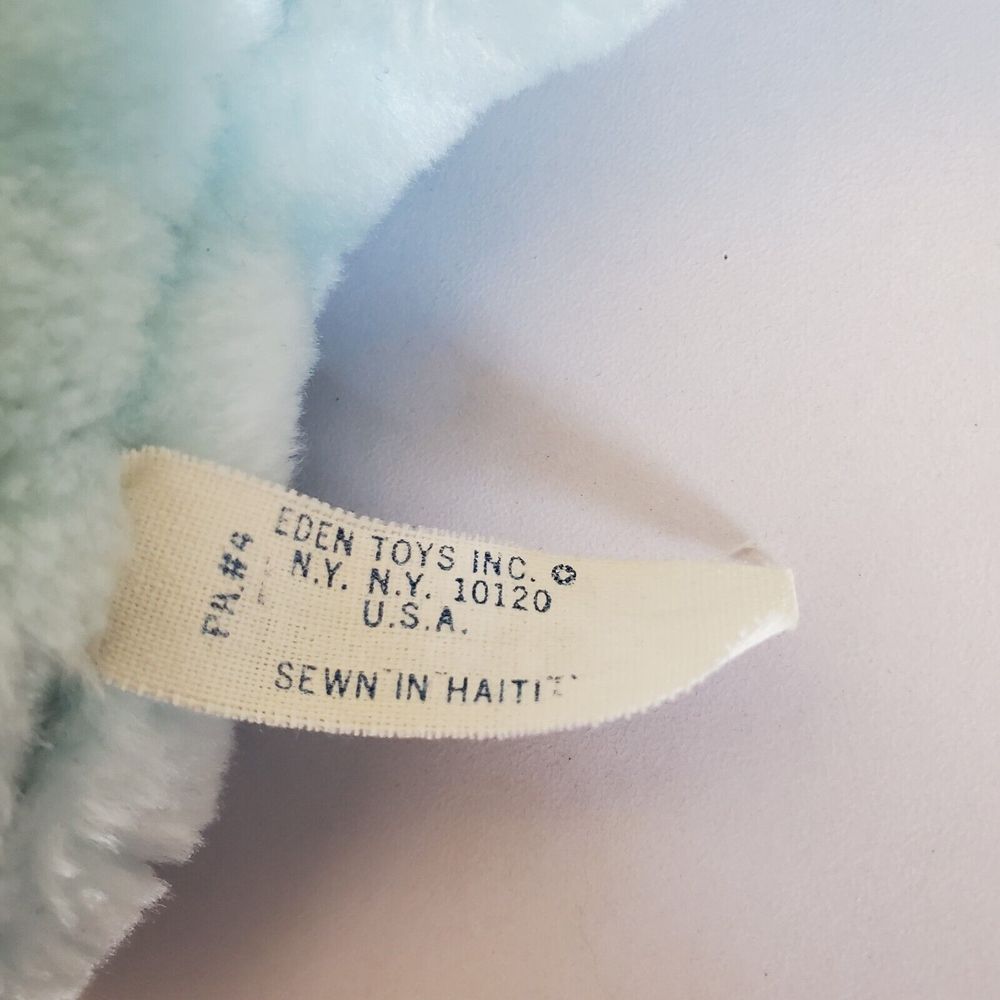 EDEN TOYS INC.
N.Y. N.Y. 10120
U.S.A.
SEWN IN HAITI
PA.#4